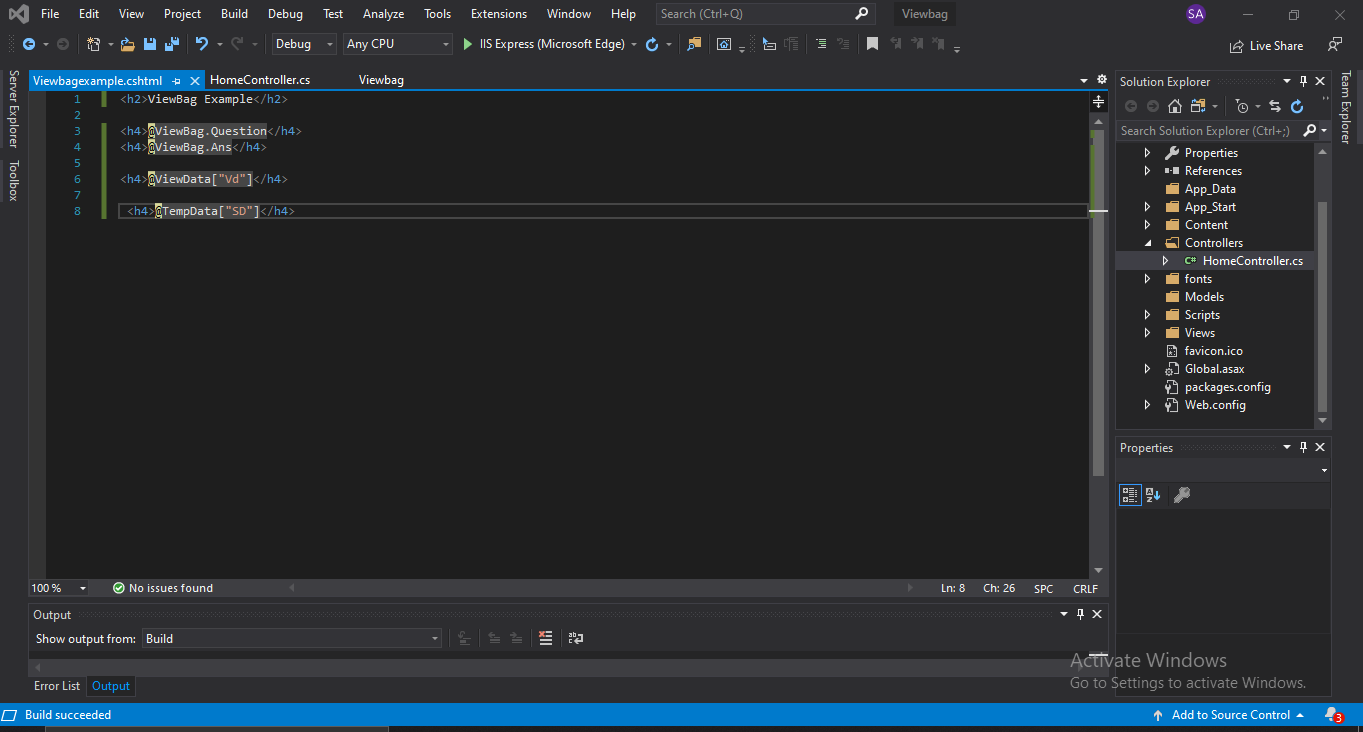 File Edit View Project Build Debug Test Analyze Tools Extensions Window Help Search (Ctrl+Q) Viewbag SA
Debug Any CPU IIS Express (Microsoft Edge) Live Share
Server Explorer
Toolbox
Viewbagexample.cshtml HomeController.cs Viewbag
1 <h2>ViewBag Example</h2>
2
3 <h4>@ViewBag.Question</h4>
4 <h4>@ViewBag.Ans</h4>
5
6 <h4>@ViewData["Vd"]</h4>
7
8 <h4>@TempData["SD"]</h4>
100 % No issues found Ln: 8 Ch: 26 SPC CRLF
Output
Show output from: Build
Error List Output
Solution Explorer
Search Solution Explorer (Ctrl+;)
Properties
References
App_Data
App_Start
Content
Controllers
C# HomeController.cs
fonts
Models
Scripts
Views
favicon.ico
Global.asax
packages.config
Web.config
Team Explorer
Properties
Activate Windows
Go to Settings to activate Windows.
Build succeeded Add to Source Control 3